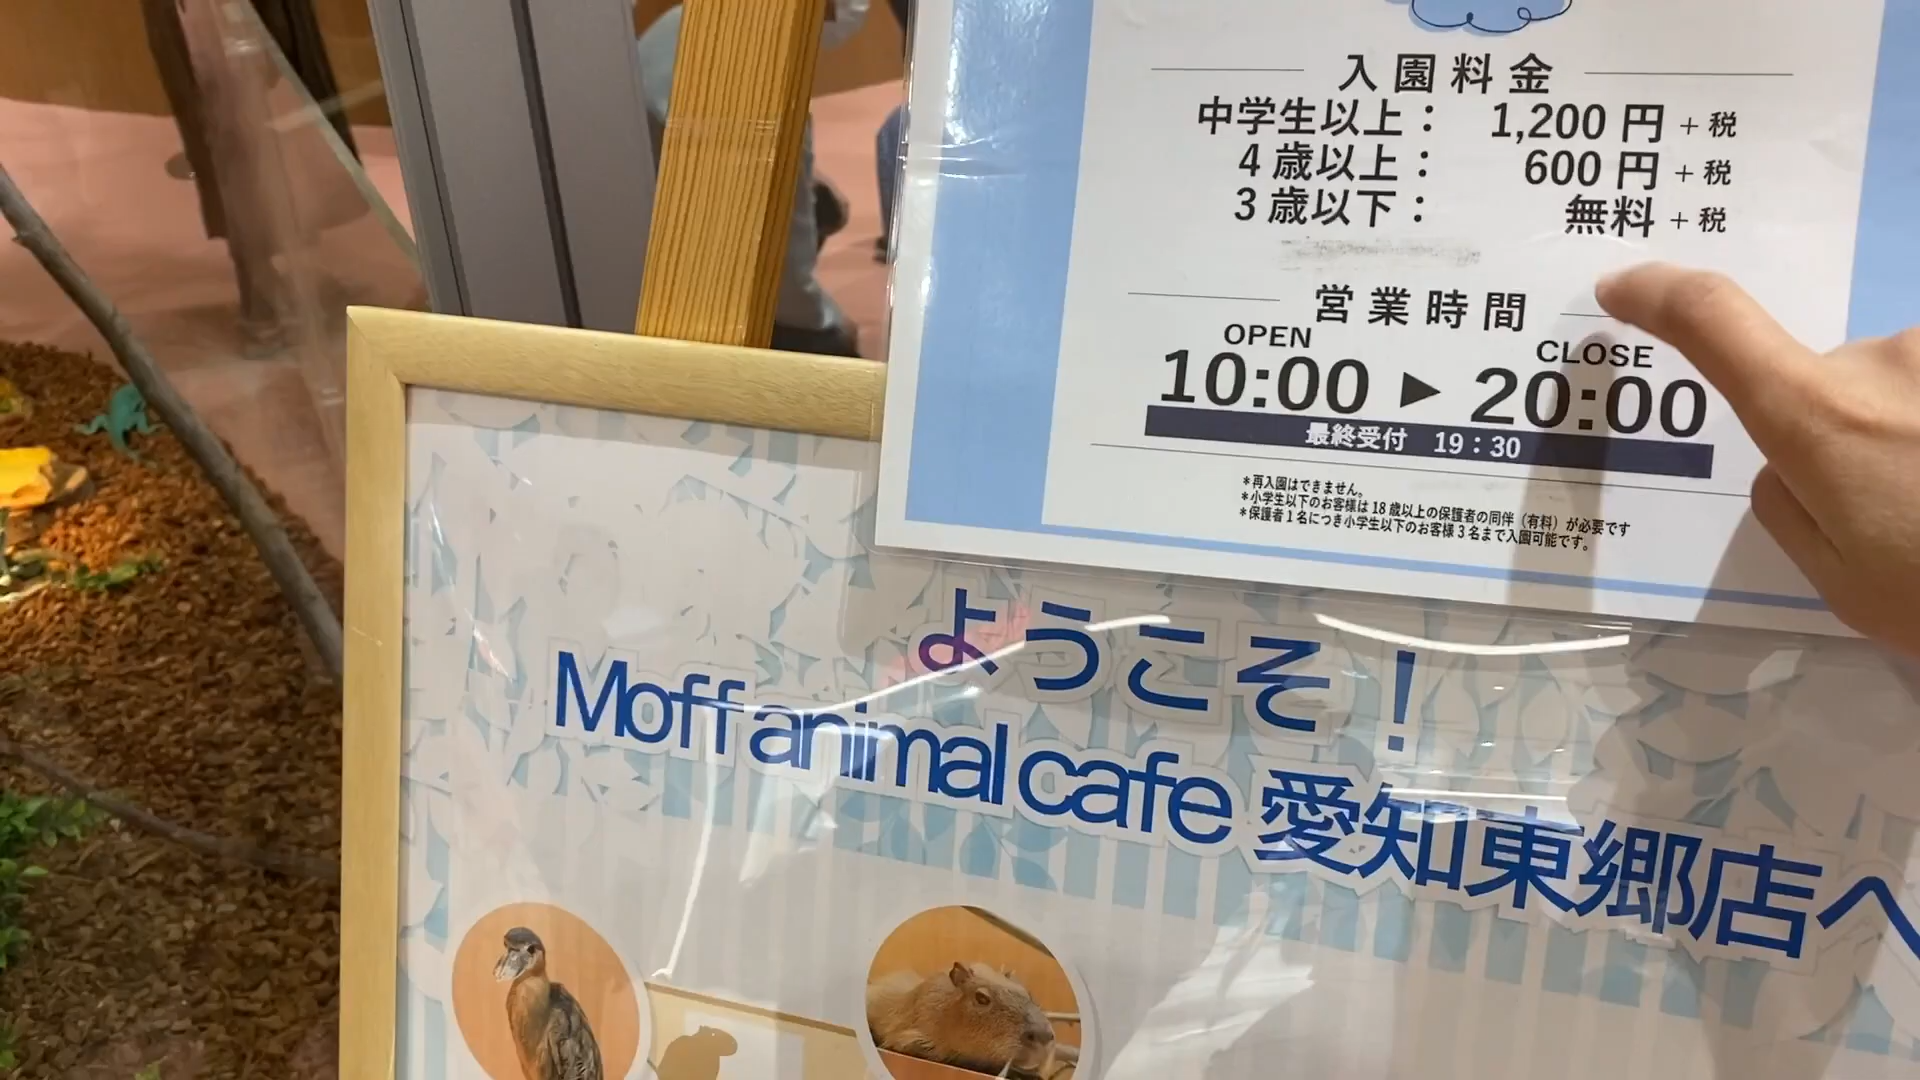 入園料金
中学生以上： 1,200 円 + 税
4 歳以上： 600 円 + 税
3 歳以下： 無料 + 税
営業時間
OPEN CLOSE
10:00 ▶ 20:00
最終受付 19：30
＊再入園はできません。
＊小学生以下のお客様は 18 歳以上の保護者の同伴（有料）が必要です
＊保護者 1 名につき小学生以下のお客様 3 名まで入園可能です。
ようこそ！
Moff animal cafe 愛知東郷店へ